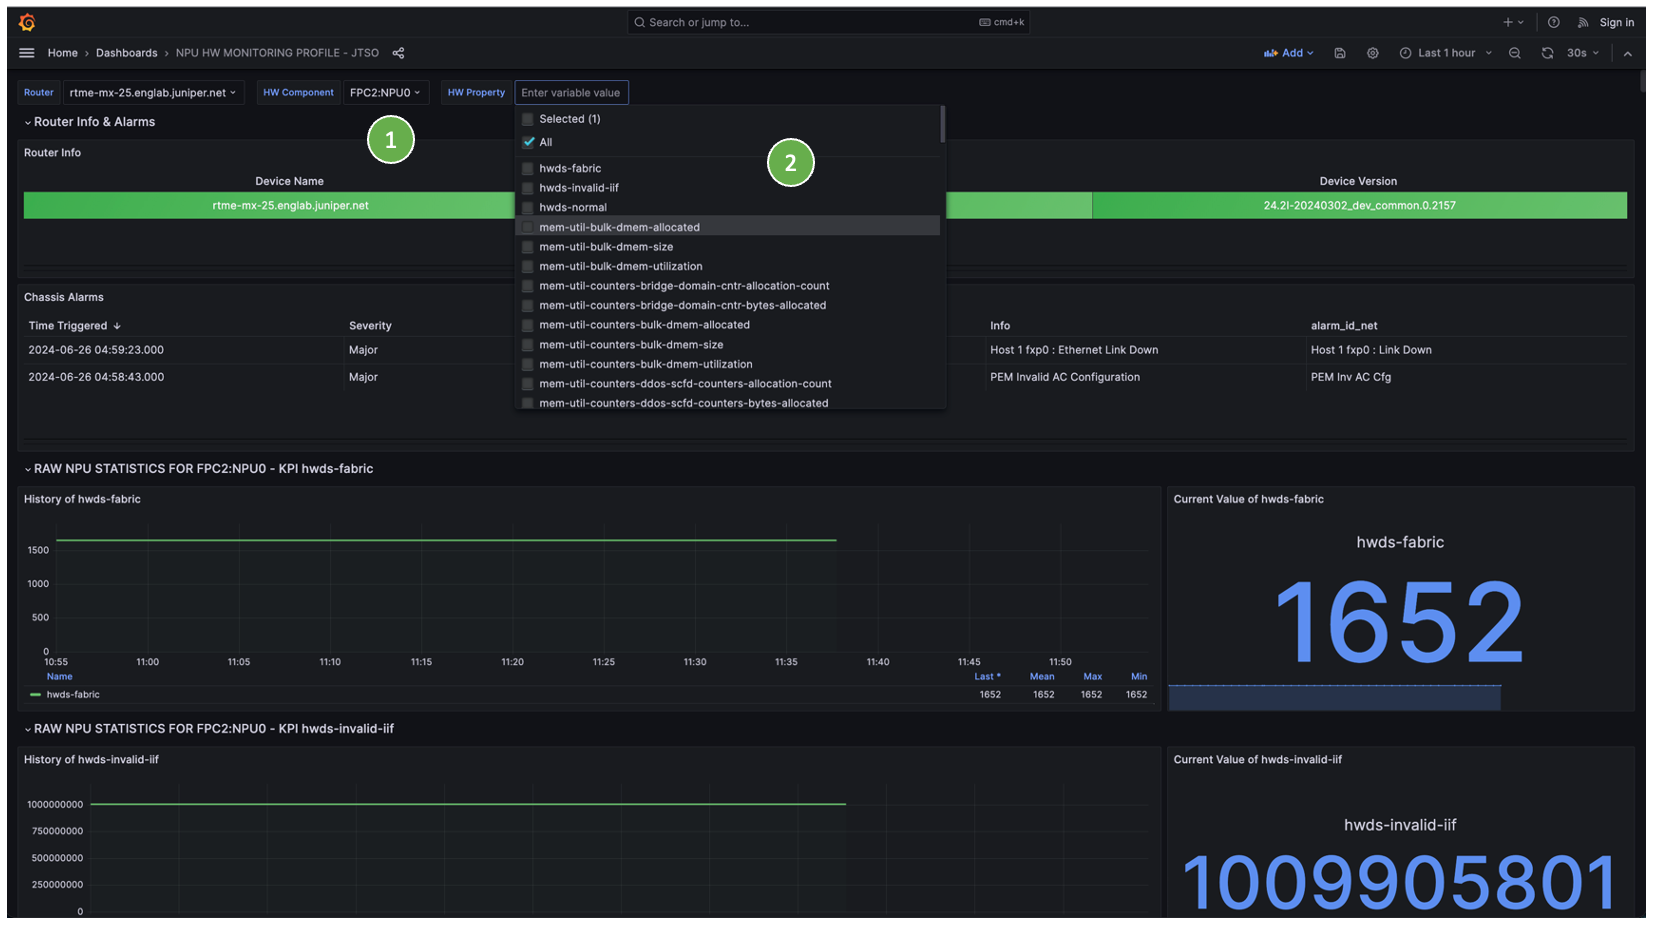 Search or jump to...
cmd+k
Sign in
Home › Dashboards › NPU HW MONITORING PROFILE - JTSO
Add
Last 1 hour
30s
Router
rtme-mx-25.englab.juniper.net
HW Component
FPC2:NPU0
HW Property
Enter variable value
Selected (1)
All
hwds-fabric
hwds-invalid-iif
hwds-normal
mem-util-bulk-dmem-allocated
mem-util-bulk-dmem-size
mem-util-bulk-dmem-utilization
mem-util-counters-bridge-domain-cntr-allocation-count
mem-util-counters-bridge-domain-cntr-bytes-allocated
mem-util-counters-bulk-dmem-allocated
mem-util-counters-bulk-dmem-size
mem-util-counters-bulk-dmem-utilization
mem-util-counters-ddos-scfd-counters-allocation-count
mem-util-counters-ddos-scfd-counters-bytes-allocated
1
2
Router Info & Alarms
Router Info
Device Name
Device Version
rtme-mx-25.englab.juniper.net
24.2I-20240302_dev_common.0.2157
Chassis Alarms
Time Triggered ↓
Severity
Info
alarm_id_net
2024-06-26 04:59:23.000
Major
Host 1 fxp0 : Ethernet Link Down
Host 1 fxp0 : Link Down
2024-06-26 04:58:43.000
Major
PEM Invalid AC Configuration
PEM Inv AC Cfg
RAW NPU STATISTICS FOR FPC2:NPU0 - KPI hwds-fabric
History of hwds-fabric
1500
1000
500
0
10:55 11:00 11:05 11:10 11:15 11:20 11:25 11:30 11:35 11:40 11:45 11:50
Name Last * Mean Max Min
hwds-fabric 1652 1652 1652 1652
Current Value of hwds-fabric
hwds-fabric
1652
RAW NPU STATISTICS FOR FPC2:NPU0 - KPI hwds-invalid-iif
History of hwds-invalid-iif
1000000000
750000000
500000000
250000000
0
Current Value of hwds-invalid-iif
hwds-invalid-iif
1009905801